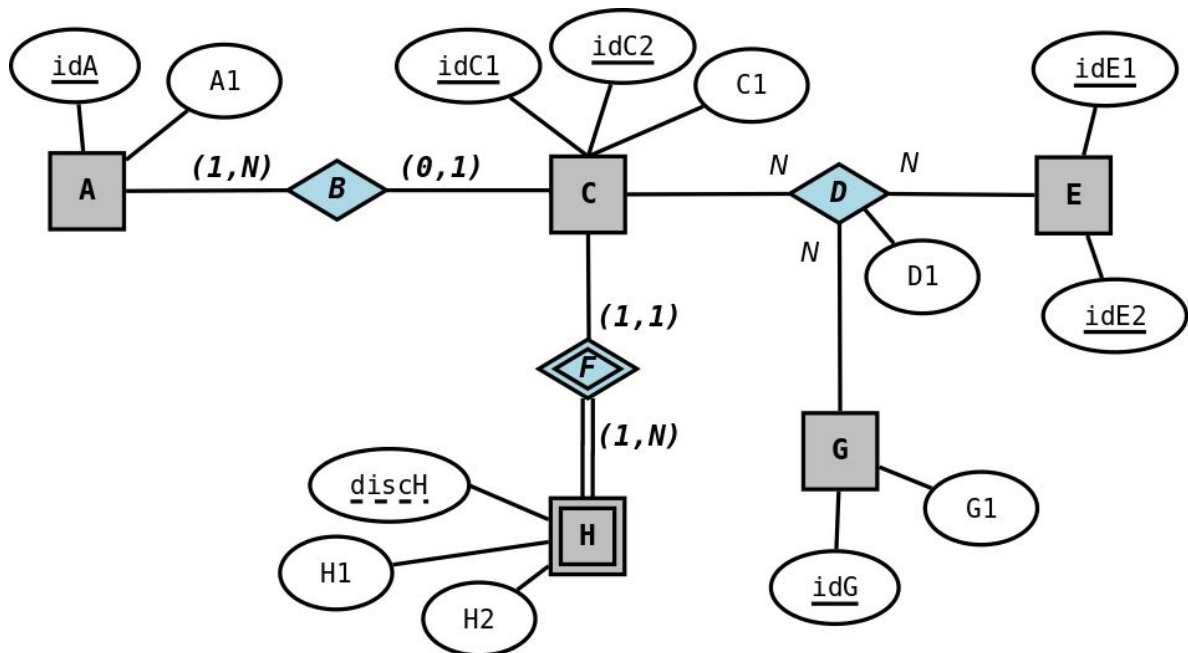 idA
A1
idC1
idC2
C1
idE1
A
(1,N)
B
(0,1)
C
N
D
N
E
N
D1
idE2
(1,1)
F
(1,N)
G
discH
H
G1
H1
idG
H2